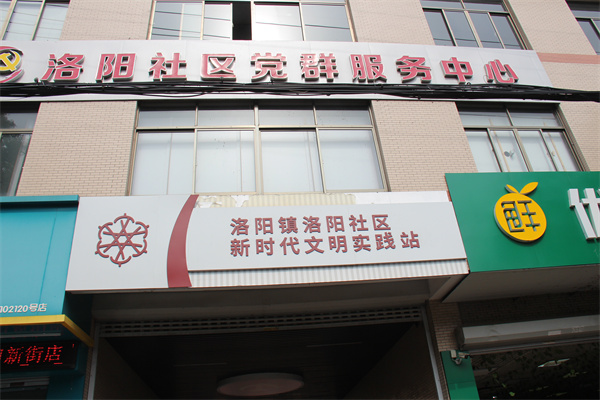 洛阳社区党群服务中心
洛阳镇洛阳社区
新时代文明实践站
鲜
02120号店
新街店